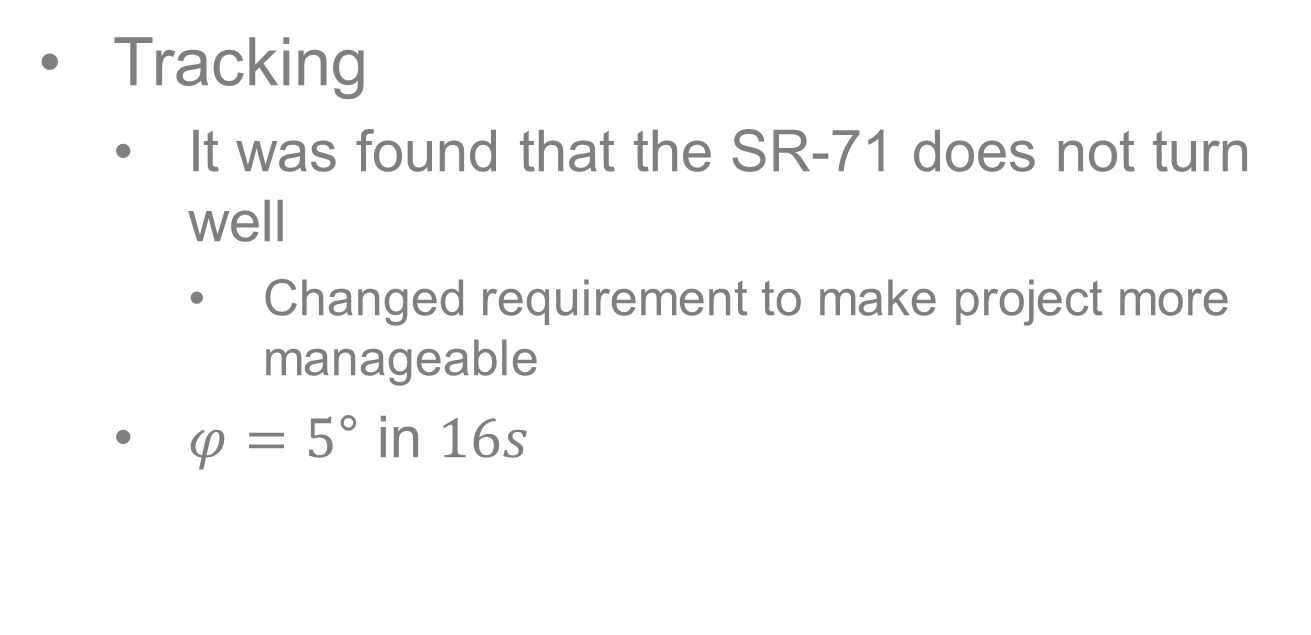 • Tracking
• It was found that the SR-71 does not turn
well
• Changed requirement to make project more
manageable
• 𝜑 = 5° in 16𝑠